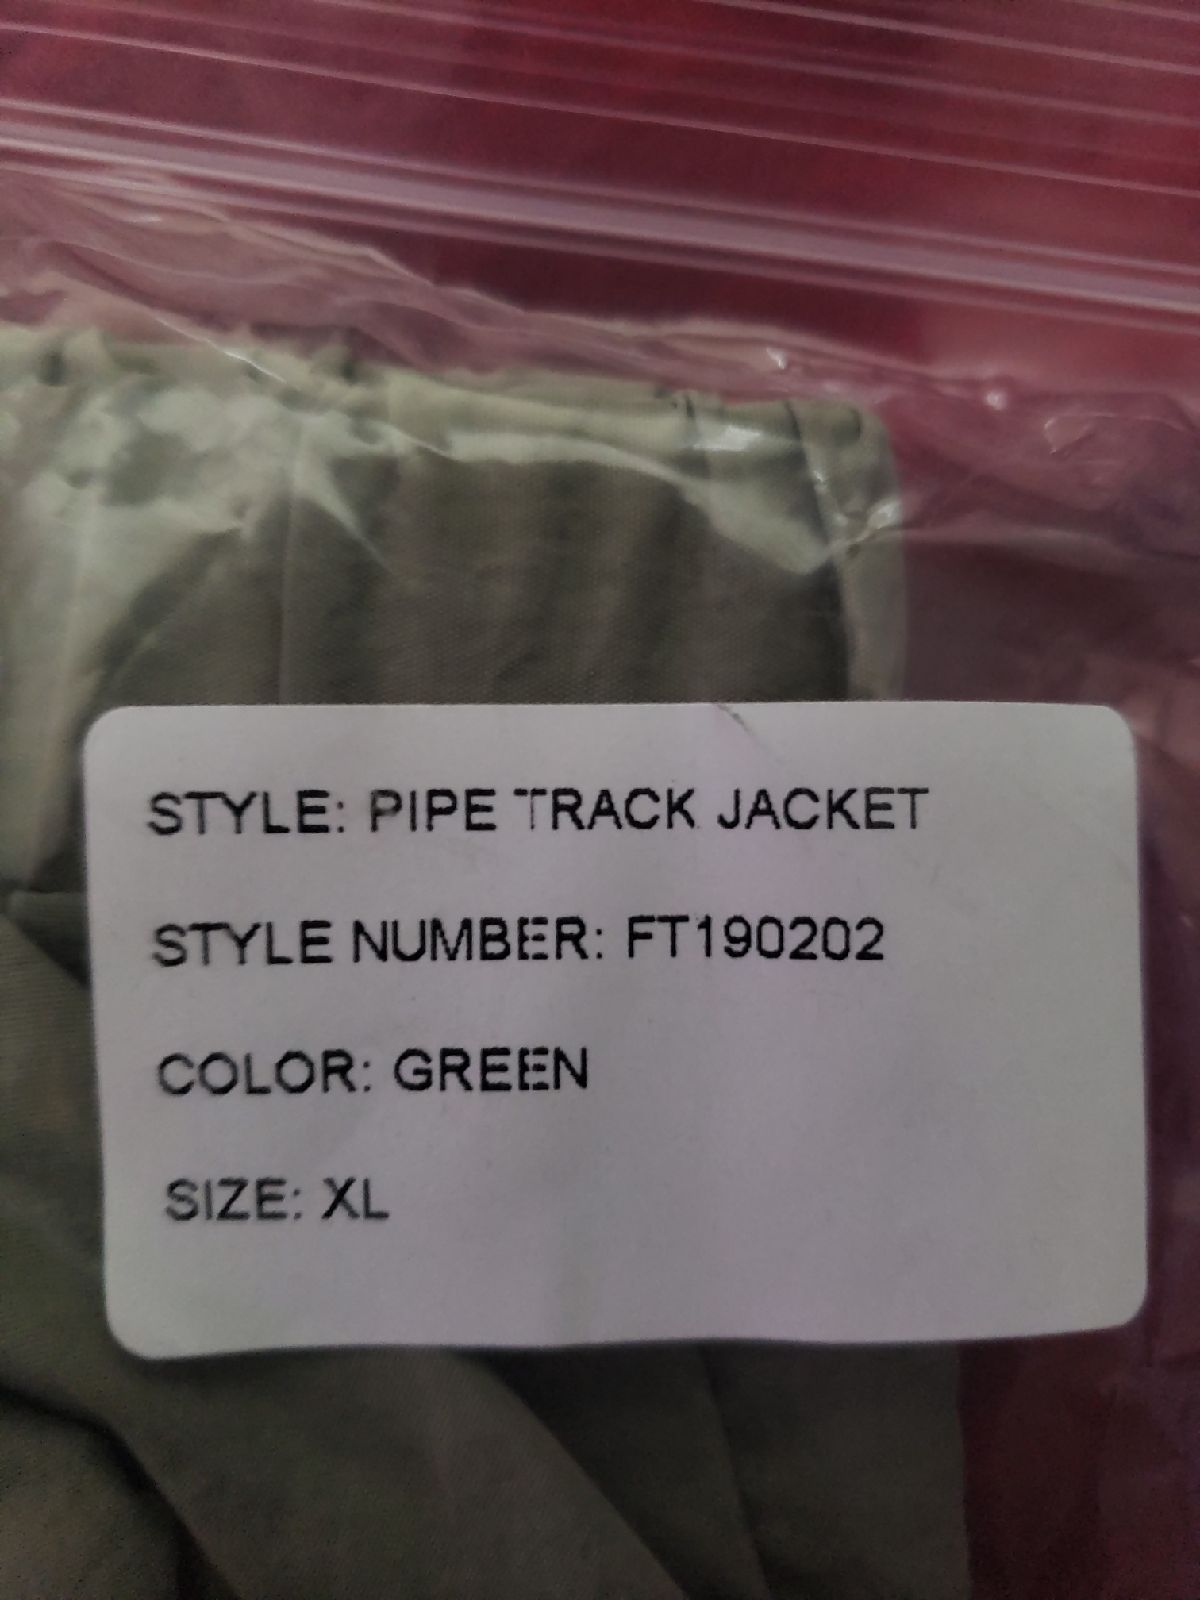 STYLE: PIPE TRACK JACKET
STYLE NUMBER: FT190202
COLOR: GREEN
SIZE: XL